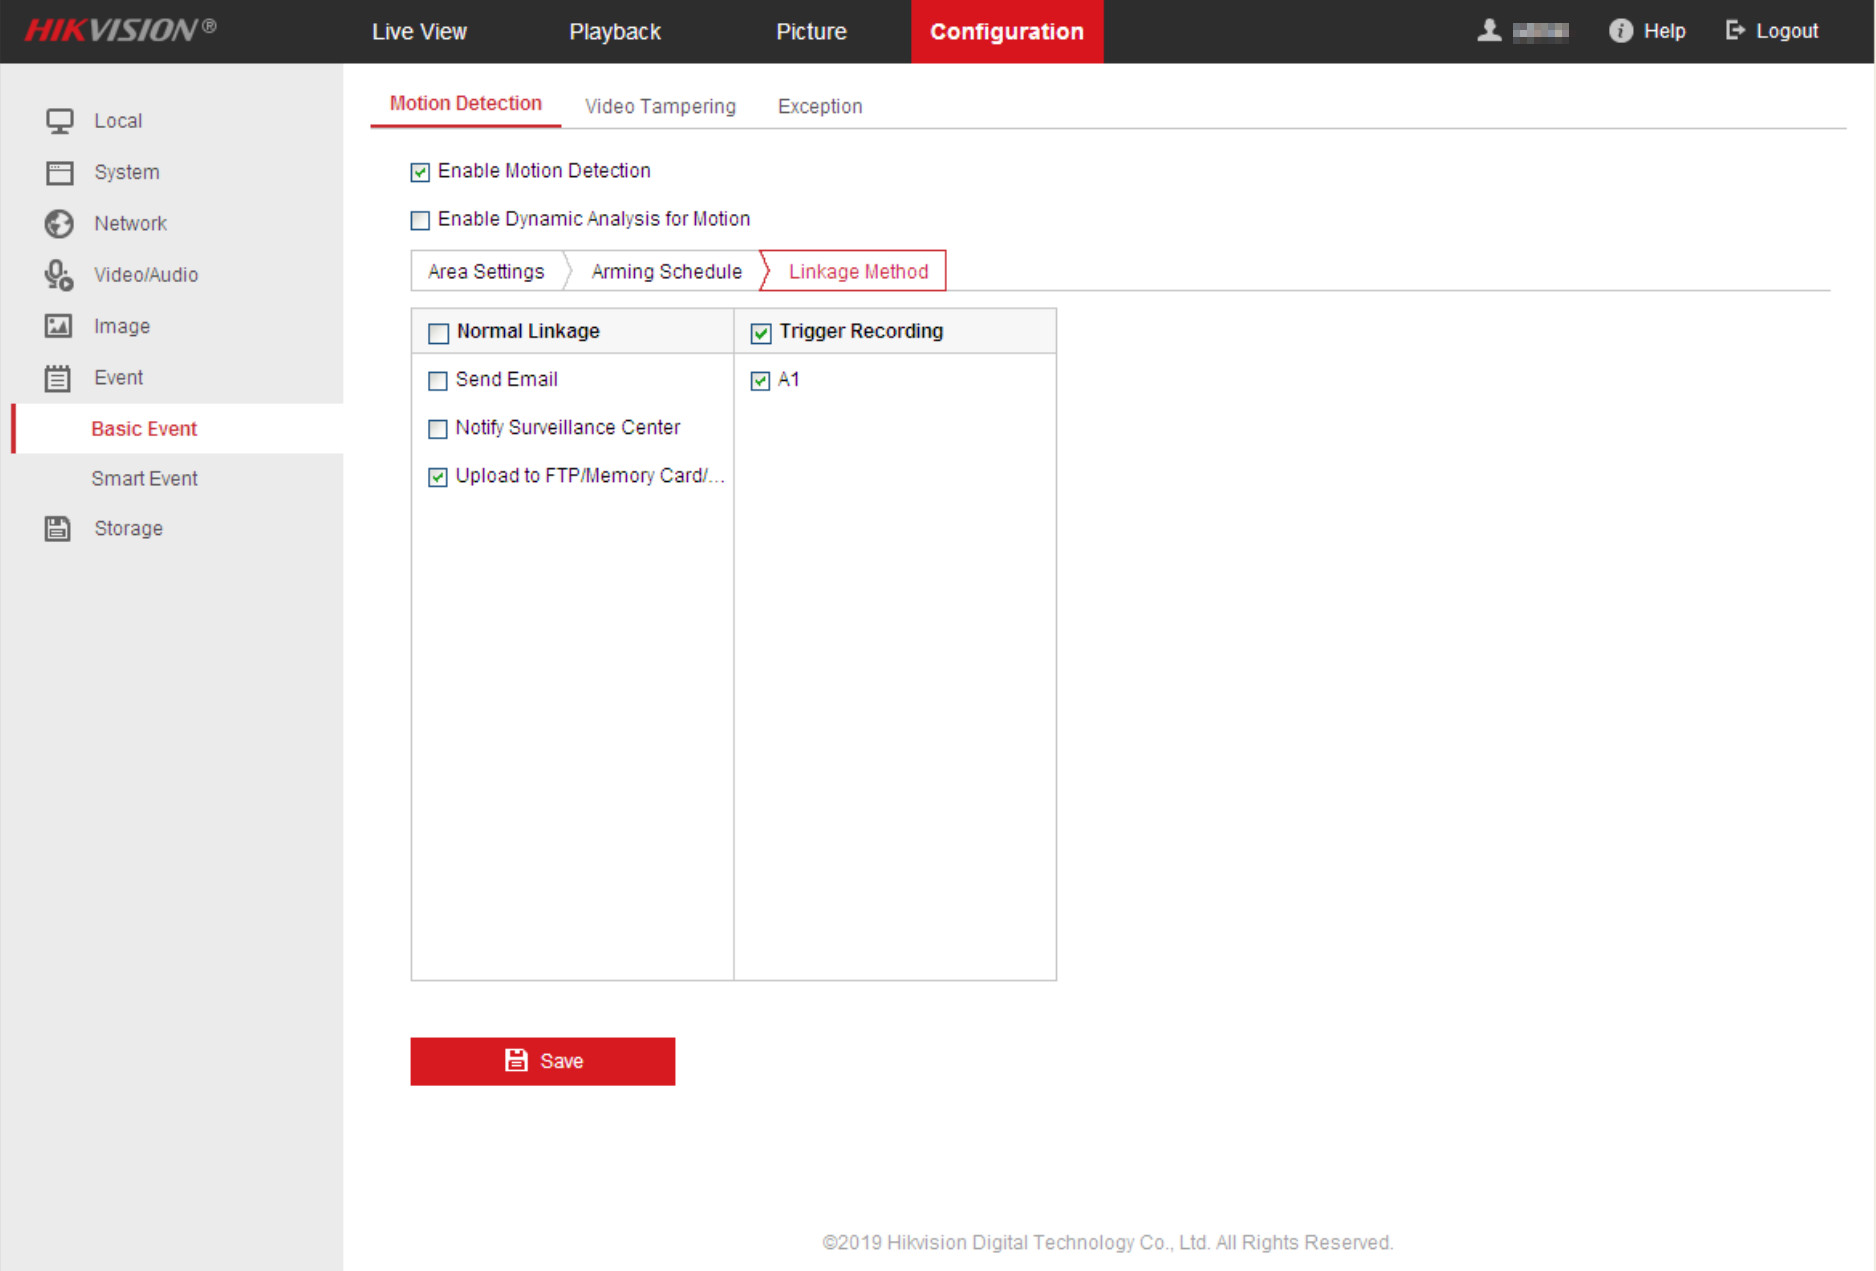 HIKVISION®
Live View
Playback
Picture
Configuration
Help
Logout
Local
System
Network
Video/Audio
Image
Event
Basic Event
Smart Event
Storage
Motion Detection
Video Tampering
Exception
Enable Motion Detection
Enable Dynamic Analysis for Motion
Area Settings
Arming Schedule
Linkage Method
Normal Linkage
Trigger Recording
Send Email
A1
Notify Surveillance Center
Upload to FTP/Memory Card/...
Save
©2019 Hikvision Digital Technology Co., Ltd. All Rights Reserved.